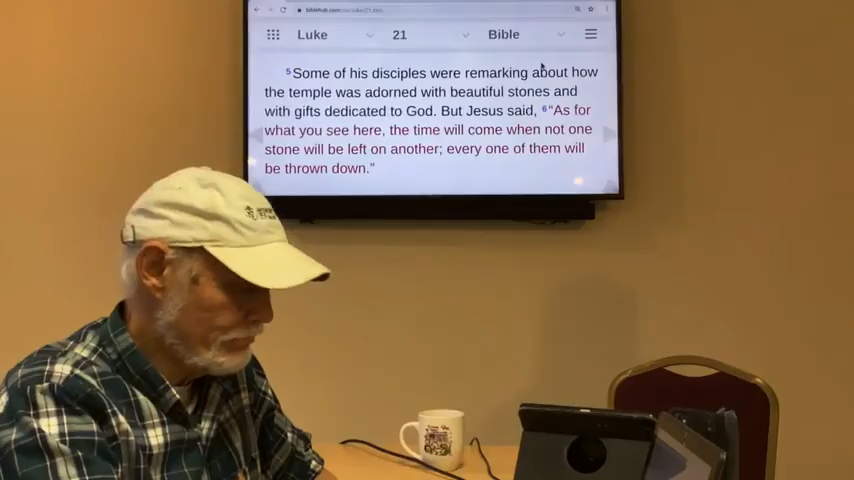 Luke 21 Bible
5Some of his disciples were remarking about how
the temple was adorned with beautiful stones and
with gifts dedicated to God. But Jesus said, 6“As for
what you see here, the time will come when not one
stone will be left on another; every one of them will
be thrown down.”